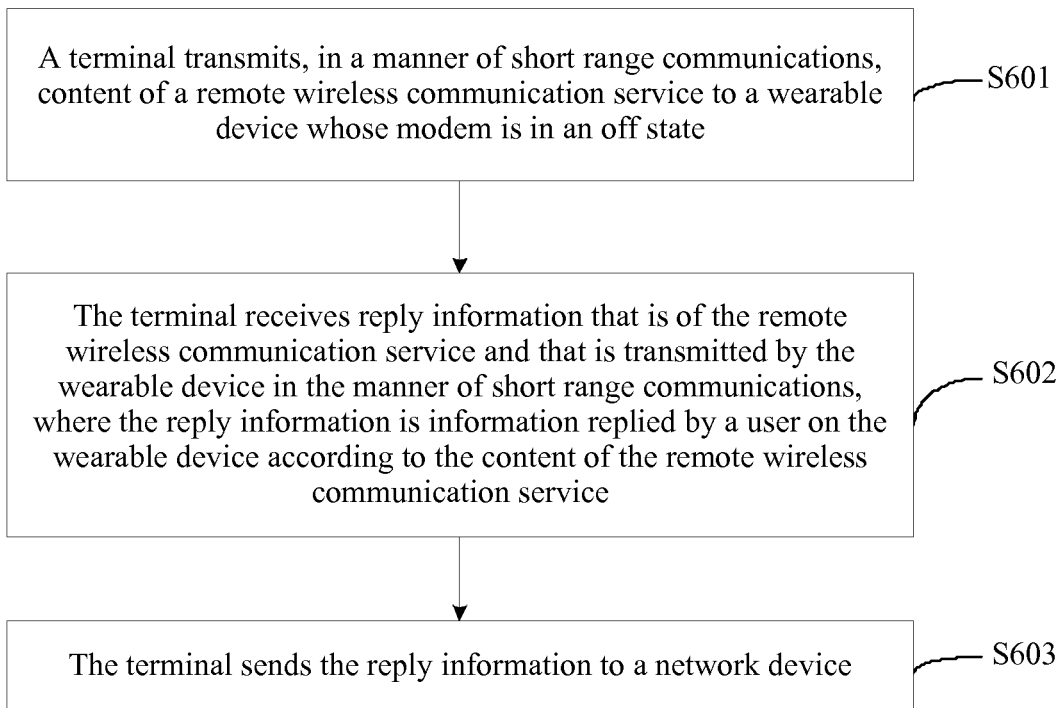 A terminal transmits, in a manner of short range communications,
content of a remote wireless communication service to a wearable
device whose modem is in an off state
S601
The terminal receives reply information that is of the remote
wireless communication service and that is transmitted by the
wearable device in the manner of short range communications,
where the reply information is information replied by a user on the
wearable device according to the content of the remote wireless
communication service
S602
The terminal sends the reply information to a network device
S603